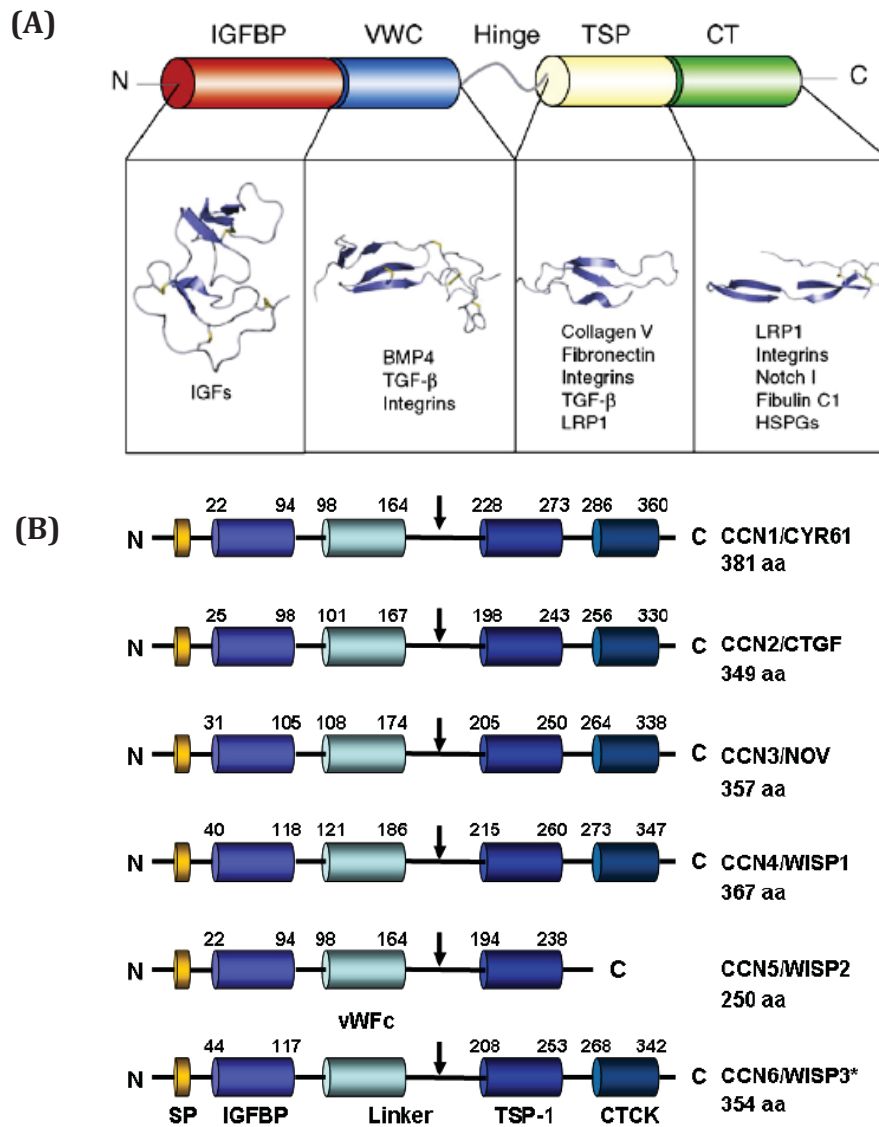 (A)
IGFBP VWC Hinge TSP CT
N C
IGFs
BMP4
TGF-β
Integrins
Collagen V
Fibronectin
Integrins
TGF-β
LRP1
LRP1
Integrins
Notch I
Fibulin C1
HSPGs
(B)
22 94 98 164 228 273 286 360
N C CCN1/CYR61
381 aa
25 98 101 167 198 243 256 330
N C CCN2/CTGF
349 aa
31 105 108 174 205 250 264 338
N C CCN3/NOV
357 aa
40 118 121 186 215 260 273 347
N C CCN4/WISP1
367 aa
22 94 98 164 194 238
N C CCN5/WISP2
250 aa
vWFc
44 117 208 253 268 342
N C CCN6/WISP3*
354 aa
SP IGFBP Linker TSP-1 CTCK